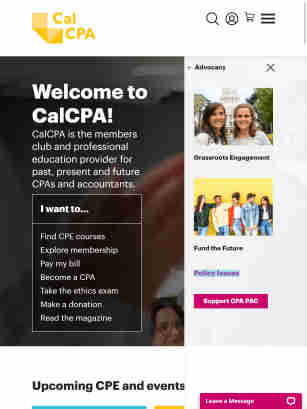 Cal
CPA
Advocacy
Welcome to
CalCPA!
CalCPA is the members
club and professional
education provider for
past, present and future
CPAs and accountants.
I want to...
Find CPE courses
Explore membership
Pay my bill
Become a CPA
Take the ethics exam
Make a donation
Read the magazine
Grassroots Engagement
Fund the Future
Policy Issues
Support CPA PAC
Upcoming CPE and events
Leave a Message